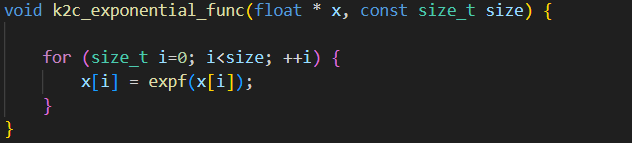 void k2c_exponential_func(float * x, const size_t size) {
for (size_t i=0; i<size; ++i) {
x[i] = expf(x[i]);
}
}